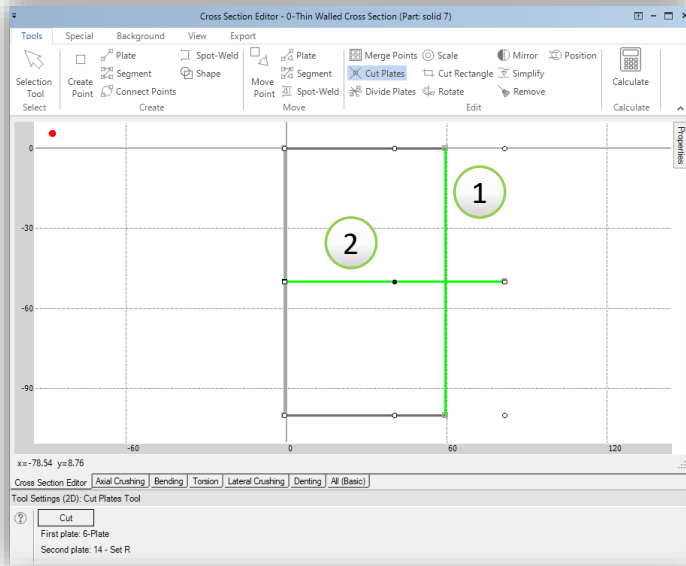 Cross Section Editor - 0-Thin Walled Cross Section (Part: solid 7)
Tools Special Background View Export
Selection Tool
Select
Create Point
Plate
Segment
Connect Points
Spot-Weld
Shape
Create
Move Point
Plate
Segment
Spot-Weld
Move
Merge Points
Cut Plates
Divide Plates
Scale
Cut Rectangle
Rotate
Mirror
Simplify
Remove
Position
Edit
Calculate
Calculate
Properties
0
-30
-60
-90
1
2
-60 0 60 120
x=-78.54 y=8.76
Cross Section Editor Axial Crushing Bending Torsion Lateral Crushing Denting All (Basic)
Tool Settings (2D): Cut Plates Tool
? Cut
First plate: 6-Plate
Second plate: 14 - Set R